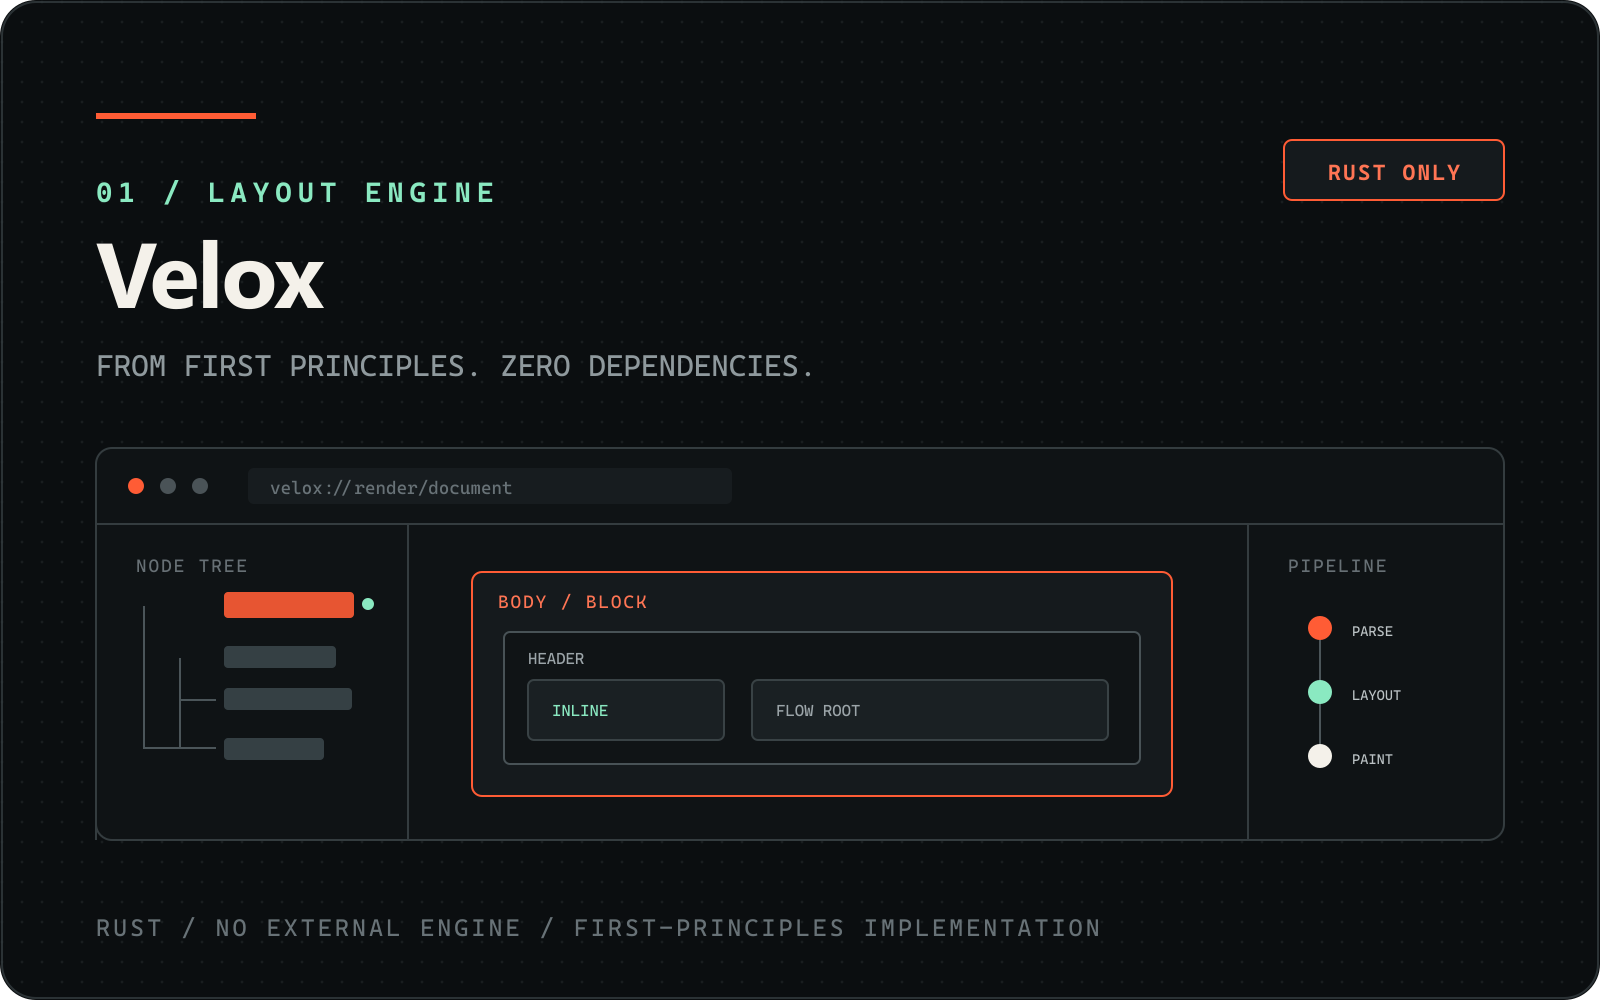 01 / LAYOUT ENGINE
RUST ONLY
Velox
FROM FIRST PRINCIPLES. ZERO DEPENDENCIES.
velox://render/document
NODE TREE
BODY / BLOCK
HEADER
INLINE
FLOW ROOT
PIPELINE
PARSE
LAYOUT
PAINT
RUST / NO EXTERNAL ENGINE / FIRST-PRINCIPLES IMPLEMENTATION